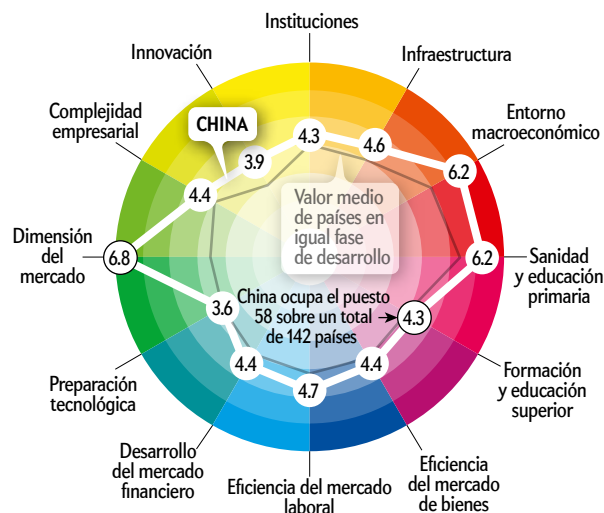 Instituciones
Infraestructura
Entorno
macroeconómico
Sanidad
y educación
primaria
Formación
y educación
superior
Eficiencia
del mercado
de bienes
Eficiencia del mercado
laboral
Desarrollo
del mercado
financiero
Preparación
tecnológica
Dimensión
del
mercado
Complejidad
empresarial
Innovación
CHINA
4.3
4.6
6.2
6.2
4.3
4.4
4.7
4.4
3.6
6.8
4.4
3.9
Valor medio
de países en
igual fase
de desarrollo
China ocupa el puesto
58 sobre un total
de 142 países